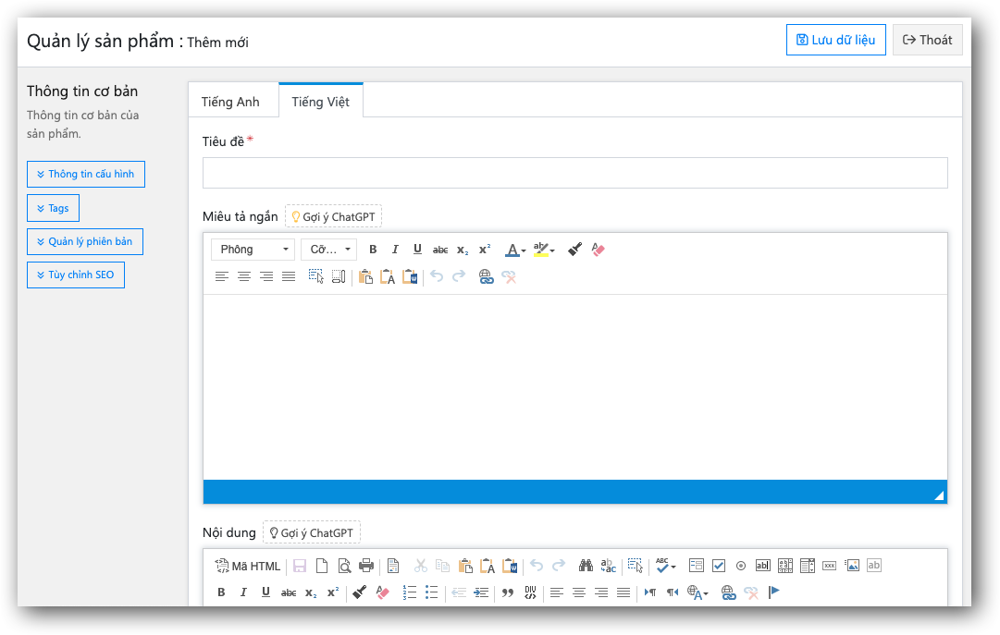 Quản lý sản phẩm : Thêm mới
Lưu dữ liệu
Thoát
Thông tin cơ bản
Thông tin cơ bản của
sản phẩm.
Thông tin cấu hình
Tags
Quản lý phiên bản
Tùy chỉnh SEO
Tiếng Anh
Tiếng Việt
Tiêu đề *
Miêu tả ngắn
Gợi ý ChatGPT
Phông
Cỡ...
Nội dung
Gợi ý ChatGPT
Mã HTML